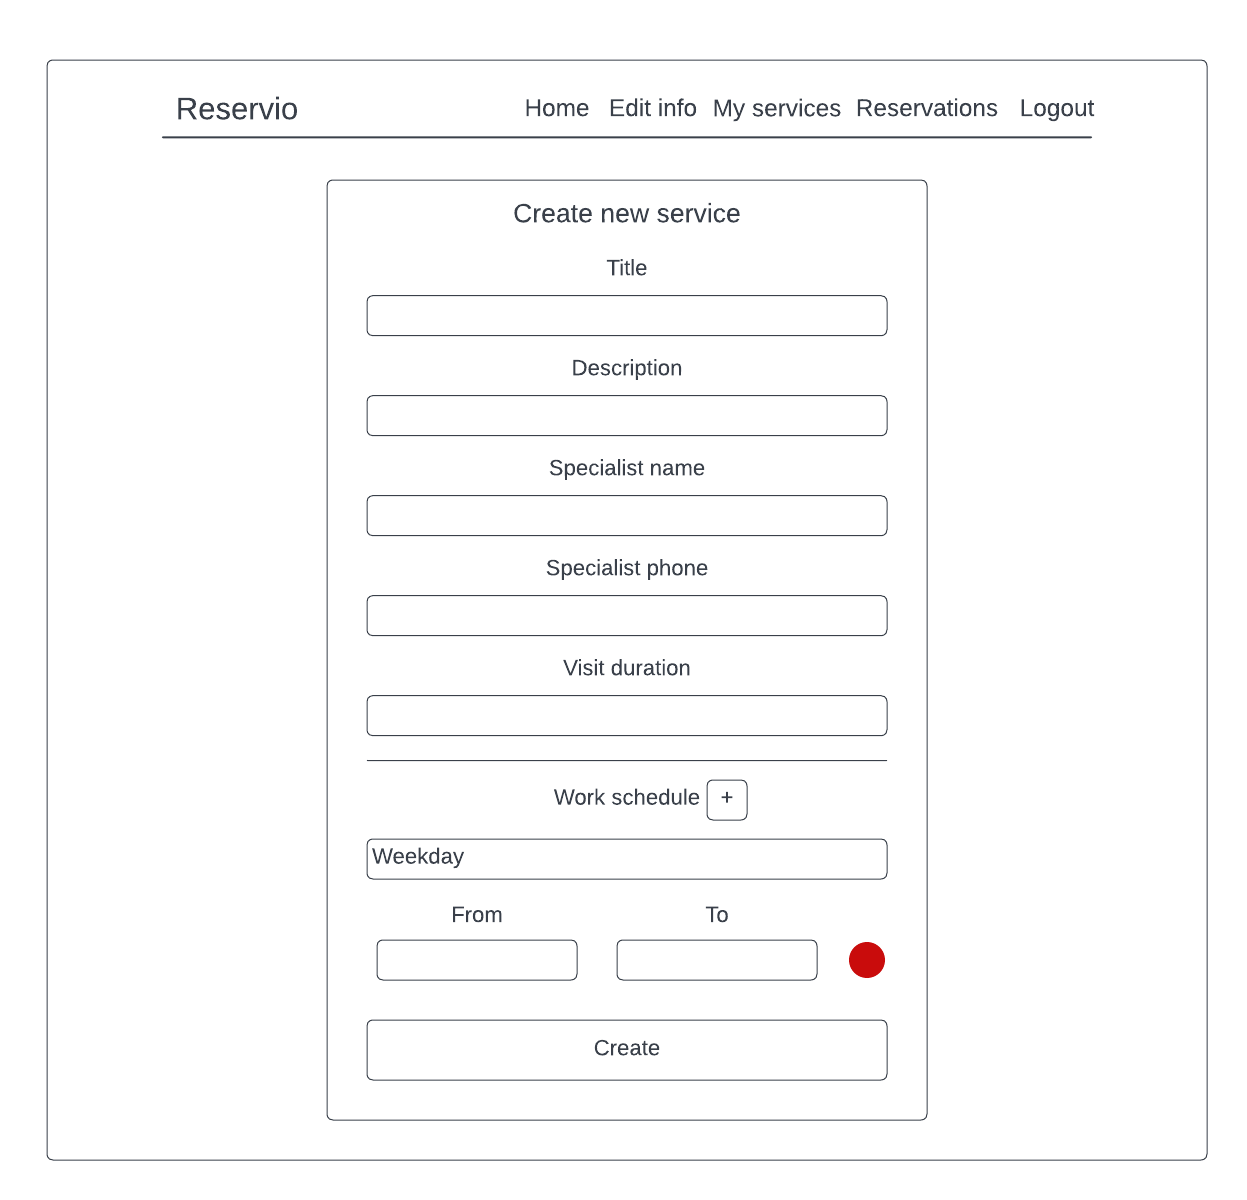 Reservio Home Edit info My services Reservations Logout
Create new service
Title
Description
Specialist name
Specialist phone
Visit duration
Work schedule +
Weekday
From To
Create